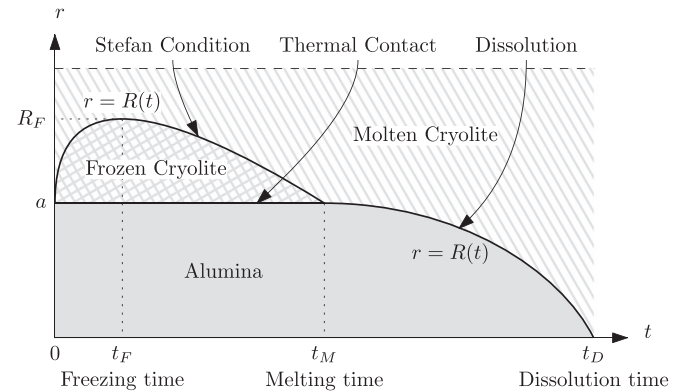 r
Stefan Condition Thermal Contact Dissolution
r = R(t)
R_F
Molten Cryolite
Frozen Cryolite
a
r = R(t)
Alumina
t
0 t_F t_M t_D
Freezing time Melting time Dissolution time